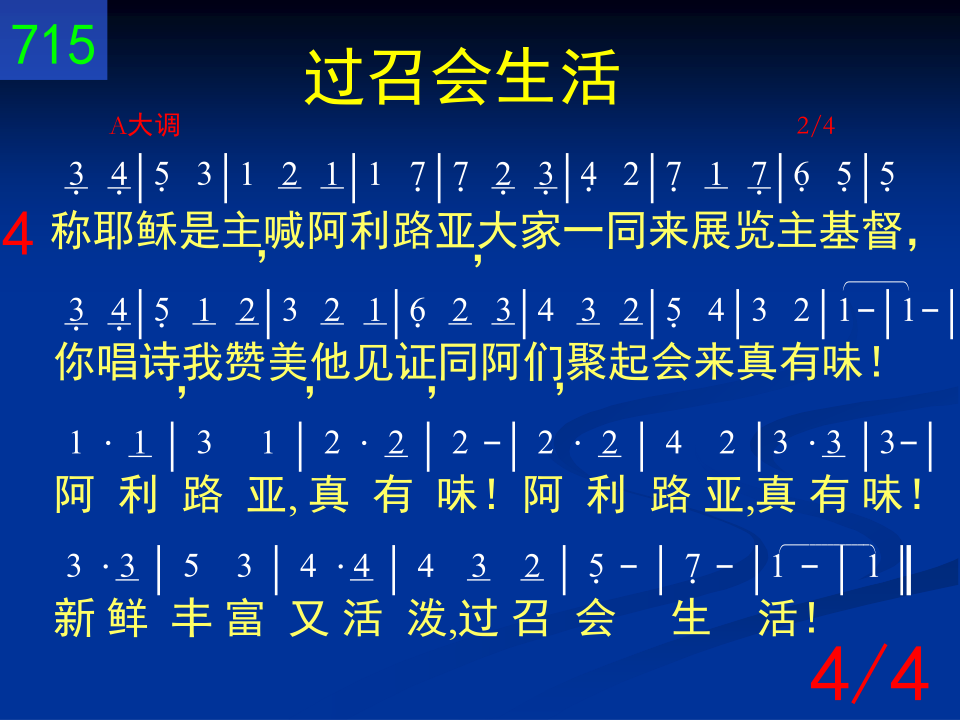 715
过召会生活
A大调 2/4
3 4|5 3|1 2 1|1 7|7 2 3|4 2|7 1 7|6 5|5
4 称耶稣是主,喊阿利路亚,大家一同来展览主基督,
3 4|5 1 2|3 2 1|6 2 3|4 3 2|5 4|3 2|1-|1-|
你唱诗,我赞美,他见证,同阿们,聚起会来真有味!
1·1|3 1|2·2|2-|2·2|4 2|3·3|3-|
阿利路亚,真有味!阿利路亚,真有味!
3·3|5 3|4·4|4 3 2|5-|7-|1-|1‖
新鲜丰富又活泼,过召会生活!
4/4